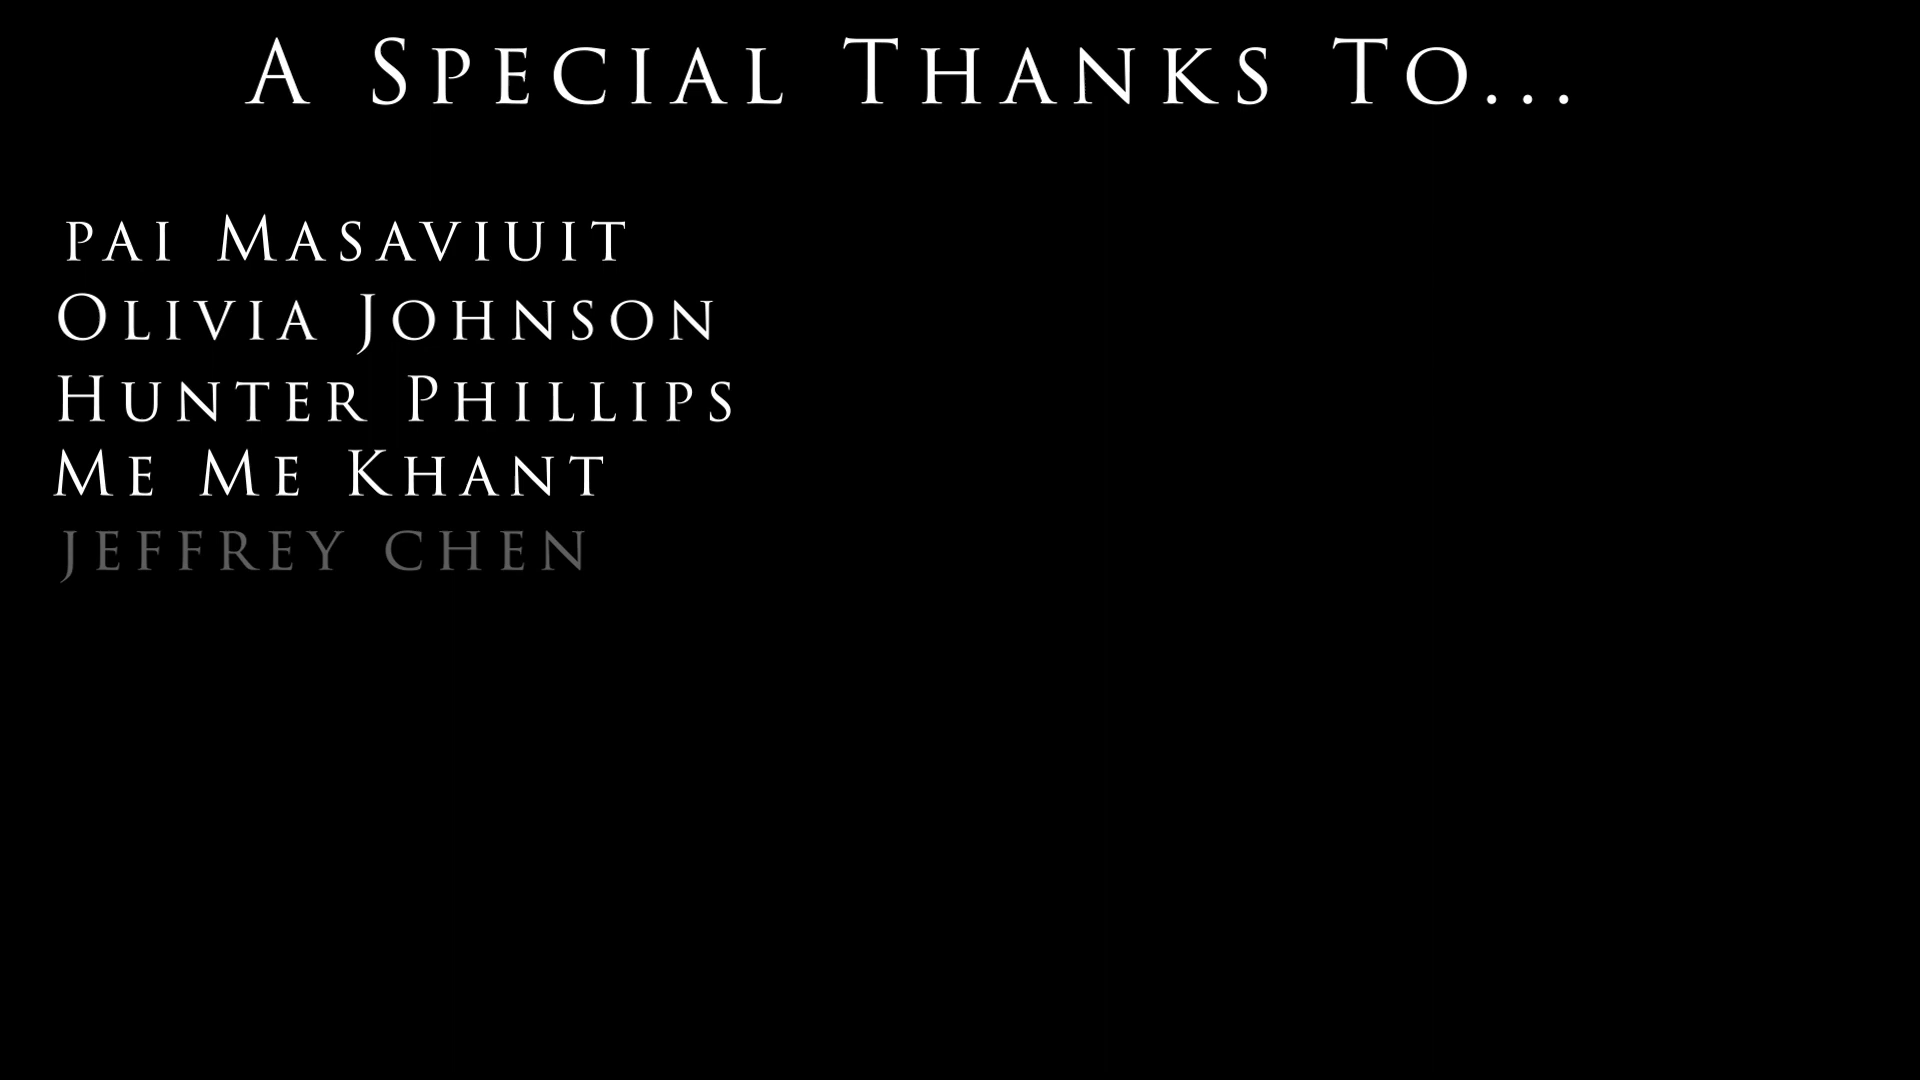 A Special Thanks To...
pai Masaviuit
Olivia Johnson
Hunter Phillips
Me Me Khant
jeffrey chen